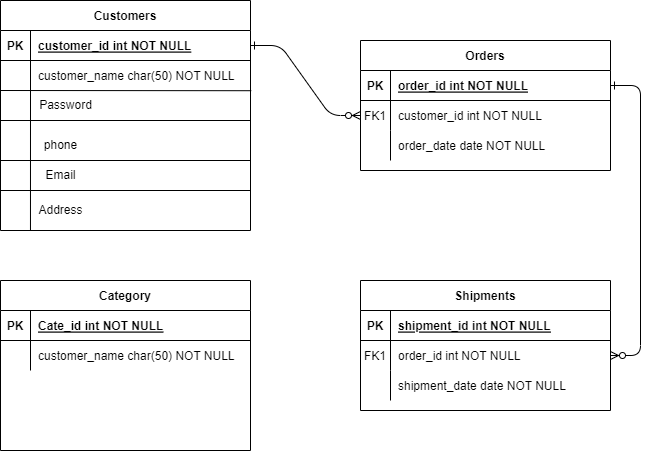 Customers
PK customer_id int NOT NULL
customer_name char(50) NOT NULL
Password
phone
Email
Address
Orders
PK order_id int NOT NULL
FK1 customer_id int NOT NULL
order_date date NOT NULL
Category
PK Cate_id int NOT NULL
customer_name char(50) NOT NULL
Shipments
PK shipment_id int NOT NULL
FK1 order_id int NOT NULL
shipment_date date NOT NULL